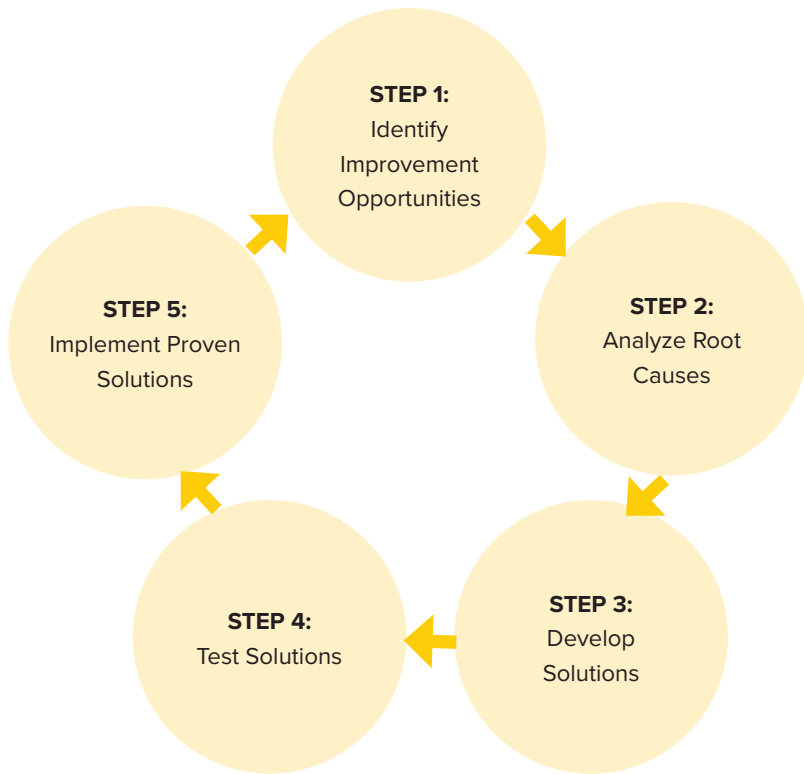 STEP 1:
Identify
Improvement
Opportunities
STEP 2:
Analyze Root
Causes
STEP 3:
Develop
Solutions
STEP 4:
Test Solutions
STEP 5:
Implement Proven
Solutions